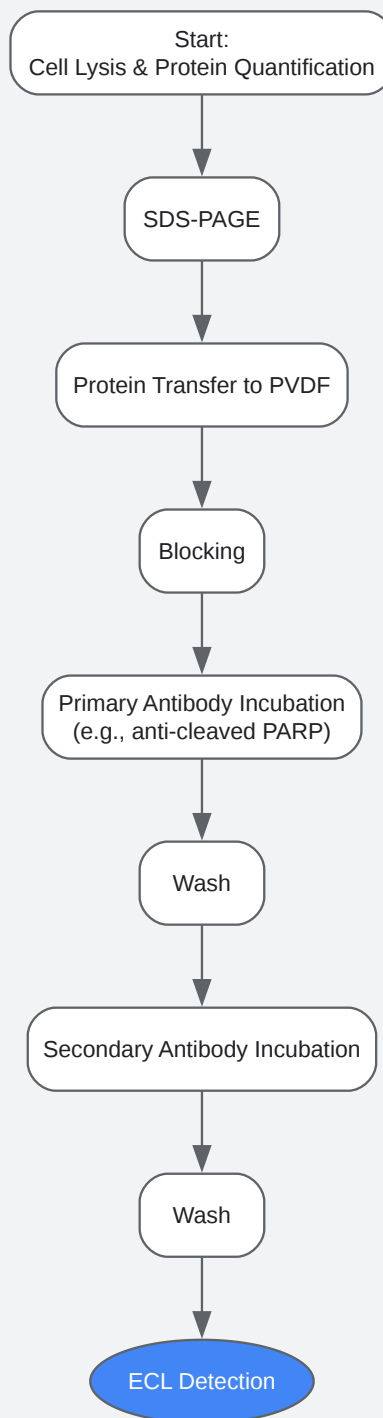 Start:
Cell Lysis & Protein Quantification
SDS-PAGE
Protein Transfer to PVDF
Blocking
Primary Antibody Incubation
(e.g., anti-cleaved PARP)
Wash
Secondary Antibody Incubation
Wash
ECL Detection